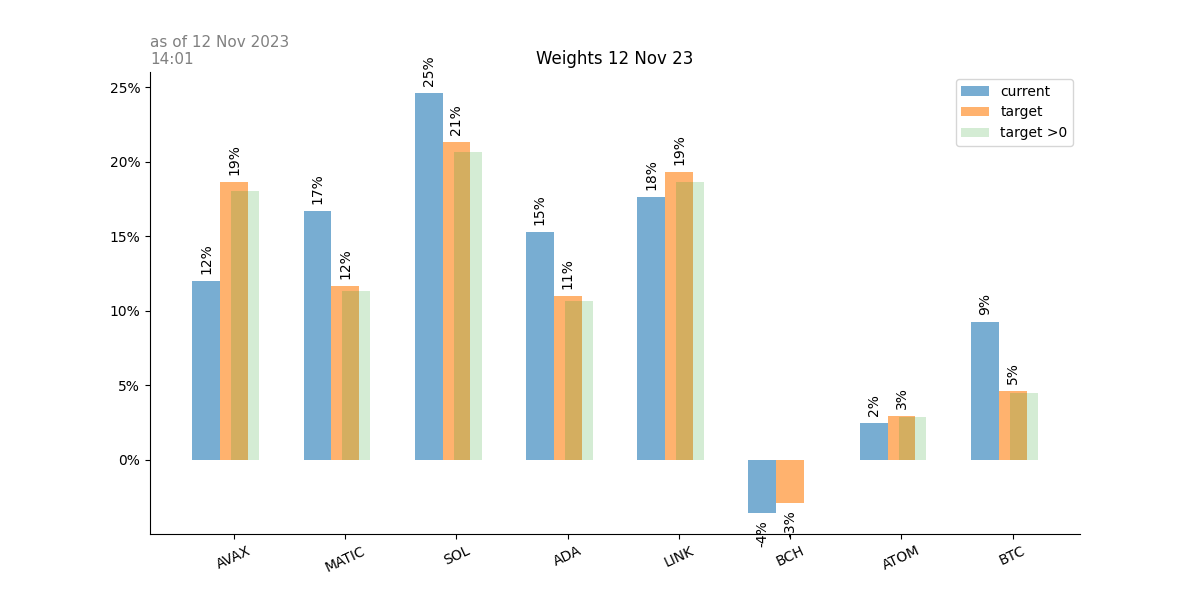 as of 12 Nov 2023
14:01
Weights 12 Nov 23
current
target
target >0
25%
20%
15%
10%
5%
0%
12%
19%
17%
12%
25%
21%
15%
11%
18%
19%
-4%
-3%
2%
3%
9%
5%
AVAX
MATIC
SOL
ADA
LINK
BCH
ATOM
BTC